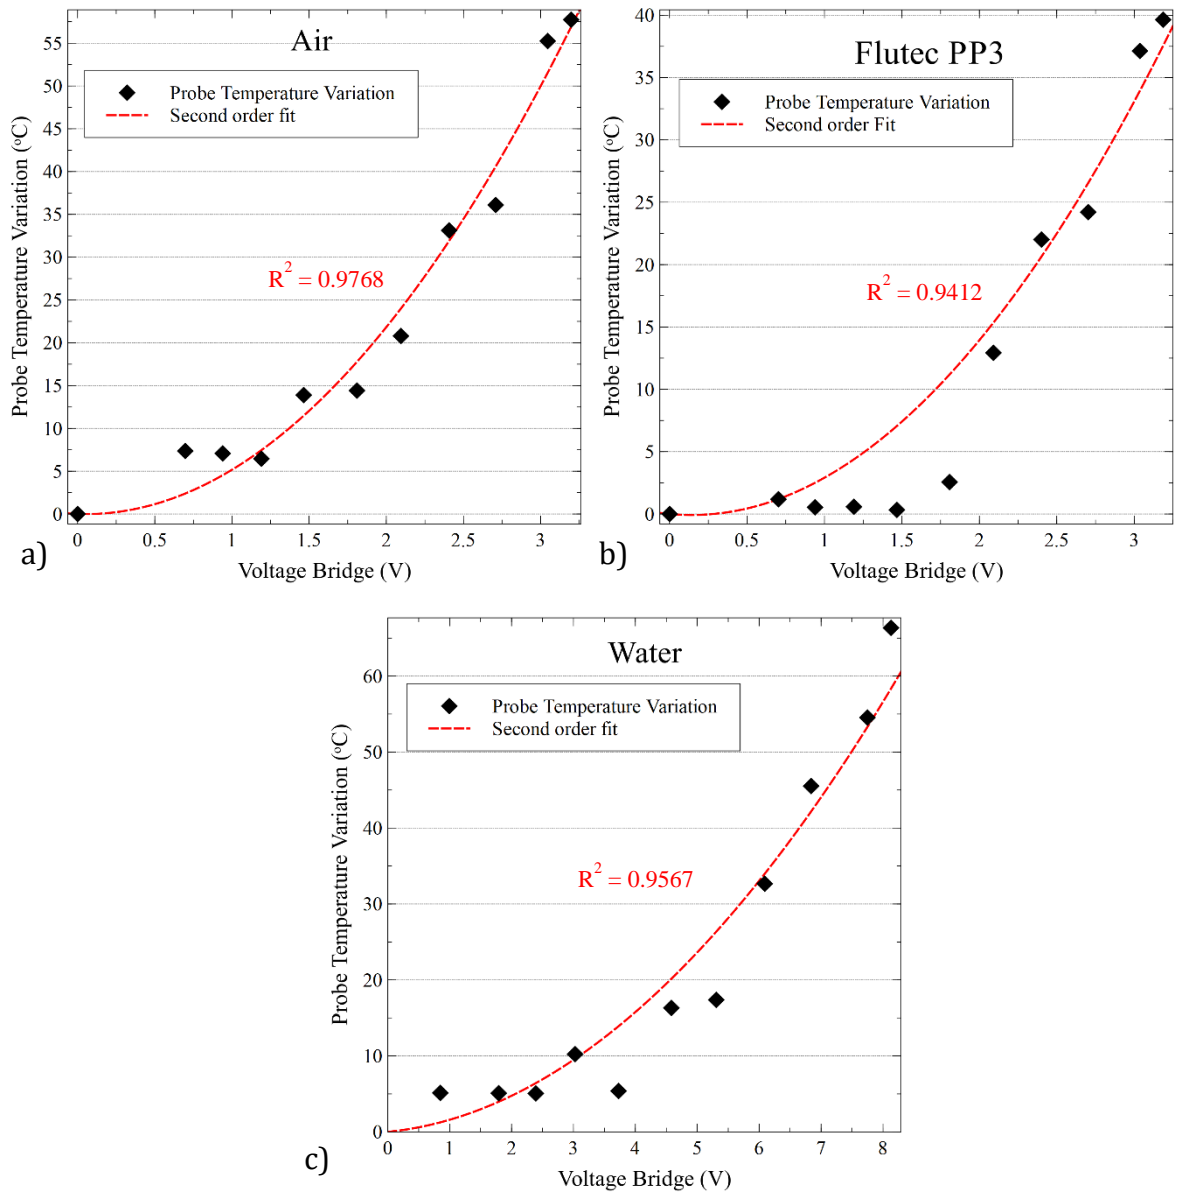 Air
Probe Temperature Variation
Second order fit
R² = 0.9768
Probe Temperature Variation (°C)
55
50
45
40
35
30
25
20
15
10
5
0
0 0.5 1 1.5 2 2.5 3
Voltage Bridge (V)
a)
Flutec PP3
Probe Temperature Variation
Second order Fit
R² = 0.9412
Probe Temperature Variation (°C)
40
35
30
25
20
15
10
5
0
0 0.5 1 1.5 2 2.5 3
Voltage Bridge (V)
b)
Water
Probe Temperature Variation
Second order fit
R² = 0.9567
Probe Temperature Variation (°C)
60
50
40
30
20
10
0
0 1 2 3 4 5 6 7 8
Voltage Bridge (V)
c)